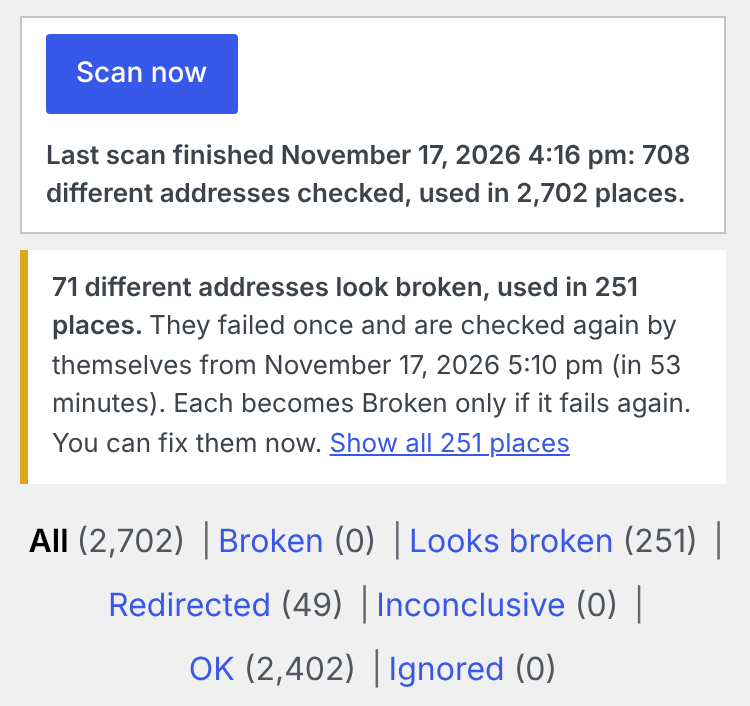 Scan now
Last scan finished November 17, 2026 4:16 pm: 708
different addresses checked, used in 2,702 places.
71 different addresses look broken, used in 251
places. They failed once and are checked again by
themselves from November 17, 2026 5:10 pm (in 53
minutes). Each becomes Broken only if it fails again.
You can fix them now. Show all 251 places
All (2,702) | Broken (0) | Looks broken (251) |
Redirected (49) | Inconclusive (0) |
OK (2,402) | Ignored (0)